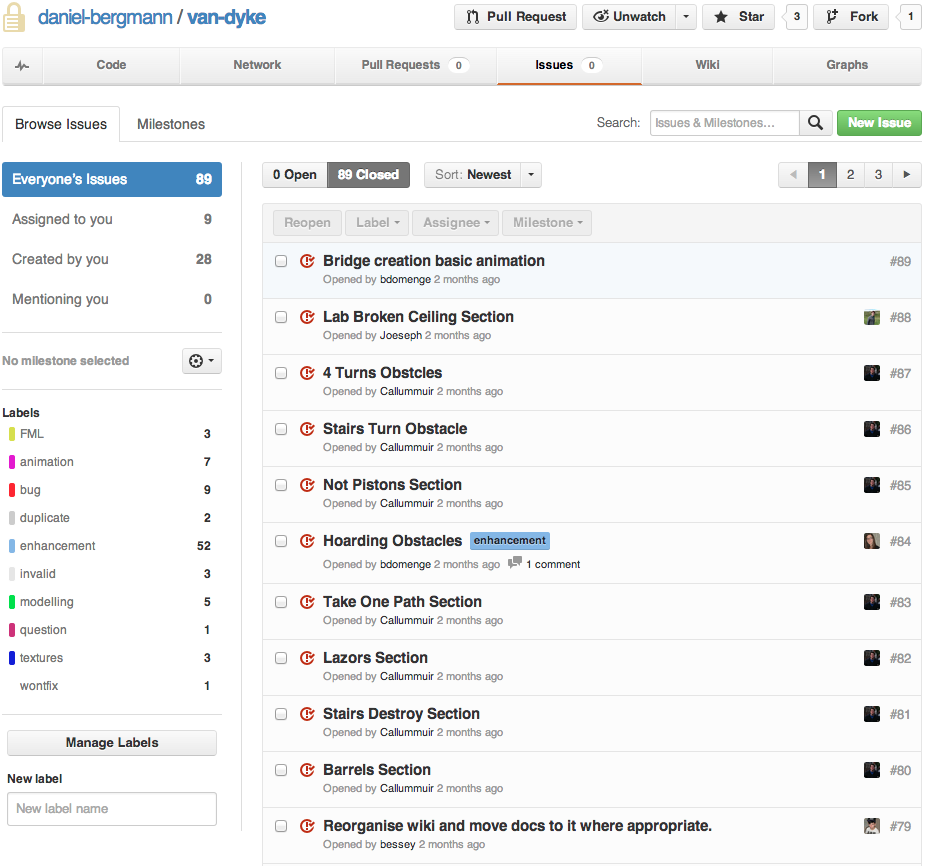 daniel-bergmann / van-dyke
Pull Request
Unwatch
Star
3
Fork
1
Code
Network
Pull Requests 0
Issues 0
Wiki
Graphs
Browse Issues
Milestones
Search:
Issues & Milestones...
New Issue
Everyone's Issues 89
Assigned to you 9
Created by you 28
Mentioning you 0
No milestone selected
Labels
FML 3
animation 7
bug 9
duplicate 2
enhancement 52
invalid 3
modelling 5
question 1
textures 3
wontfix 1
Manage Labels
New label
New label name
0 Open
89 Closed
Sort: Newest
1 2 3
Reopen
Label
Assignee
Milestone
Bridge creation basic animation #89
Opened by bdomenge 2 months ago
Lab Broken Ceiling Section #88
Opened by Joeseph 2 months ago
4 Turns Obstcles #87
Opened by Callummuir 2 months ago
Stairs Turn Obstacle #86
Opened by Callummuir 2 months ago
Not Pistons Section #85
Opened by Callummuir 2 months ago
Hoarding Obstacles enhancement #84
Opened by bdomenge 2 months ago 1 comment
Take One Path Section #83
Opened by Callummuir 2 months ago
Lazors Section #82
Opened by Callummuir 2 months ago
Stairs Destroy Section #81
Opened by Callummuir 2 months ago
Barrels Section #80
Opened by Callummuir 2 months ago
Reorganise wiki and move docs to it where appropriate. #79
Opened by bessey 2 months ago